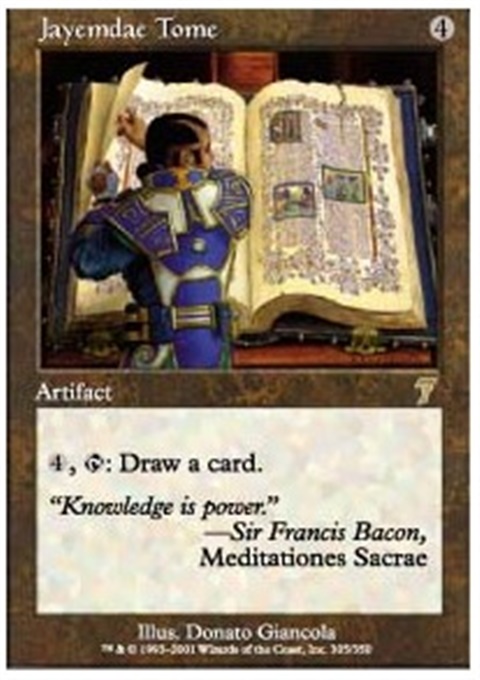 Jayemdae Tome 4
Artifact
4, T: Draw a card.
“Knowledge is power.”
—Sir Francis Bacon,
Meditationes Sacrae
Illus. Donato Giancola
™ & © 1993-2001 Wizards of the Coast, Inc. 305/350